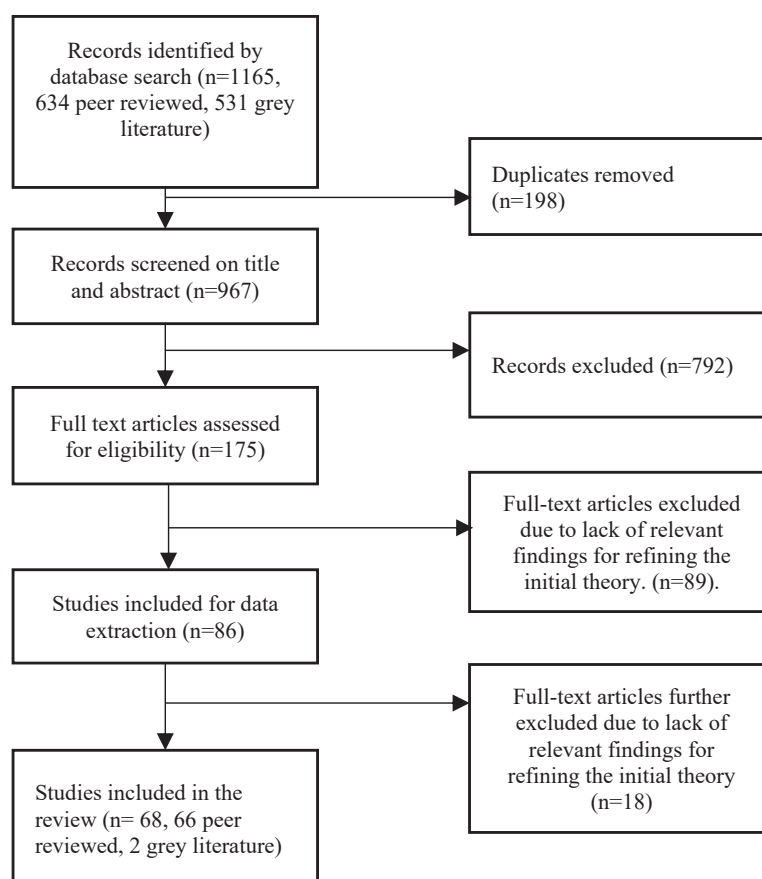 Records identified by
database search (n=1165,
634 peer reviewed, 531 grey
literature)
Duplicates removed
(n=198)
Records screened on title
and abstract (n=967)
Records excluded (n=792)
Full text articles assessed
for eligibility (n=175)
Full-text articles excluded
due to lack of relevant
findings for refining the
initial theory. (n=89).
Studies included for data
extraction (n=86)
Full-text articles further
excluded due to lack of
relevant findings for
refining the initial theory
(n=18)
Studies included in the
review (n= 68, 66 peer
reviewed, 2 grey literature)